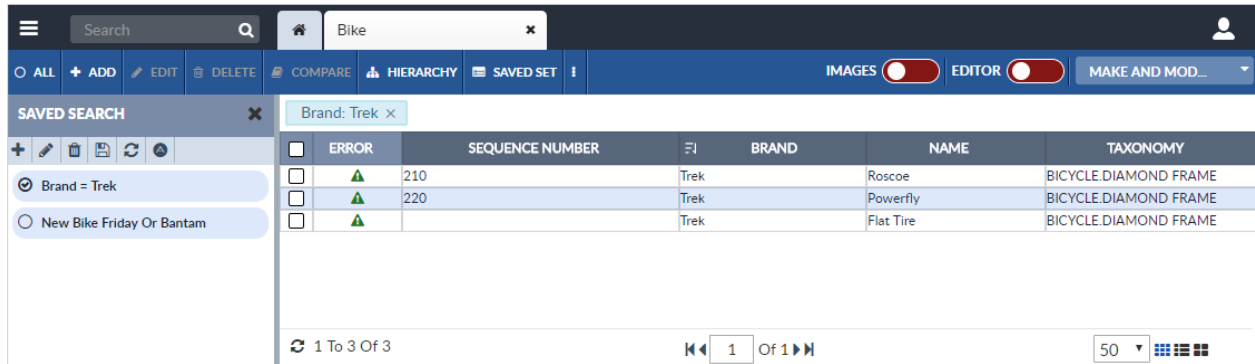 Search Bike
ALL ADD EDIT DELETE COMPARE HIERARCHY SAVED SET IMAGES EDITOR MAKE AND MOD...
SAVED SEARCH Brand: Trek
ERROR SEQUENCE NUMBER BRAND NAME TAXONOMY
210 Trek Roscoe BICYCLE.DIAMOND FRAME
Brand = Trek
220 Trek Powerfly BICYCLE.DIAMOND FRAME
New Bike Friday Or Bantam
Trek Flat Tire BICYCLE.DIAMOND FRAME
1 To 3 Of 3 1 Of 1 50